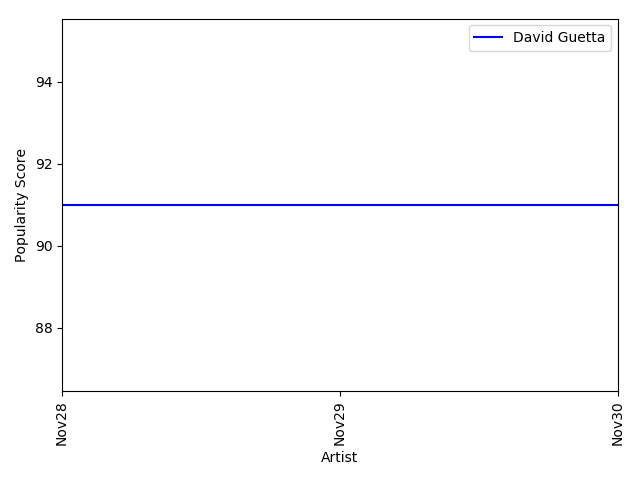 David Guetta
94
92
90
88
Popularity Score
Nov28
Nov29
Nov30
Artist